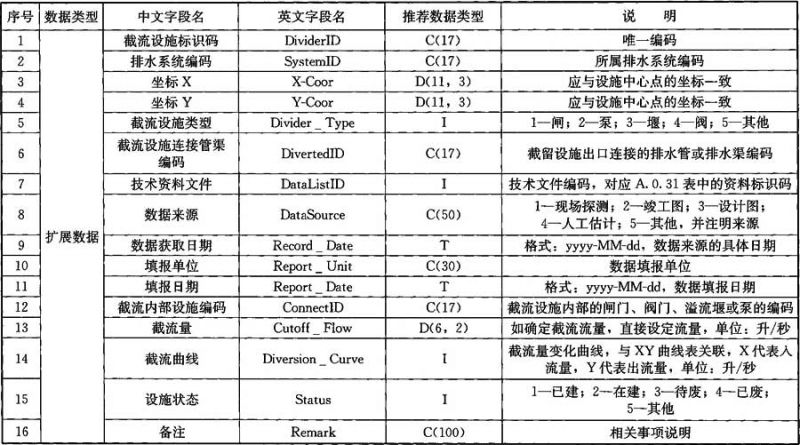 序号 数据类型 中文字段名 英文字段名 推荐数据类型 说 明
扩展数据
1 截流设施标识码 DividerID C(17) 唯一编码
2 排水系统编码 SystemID C(17) 所属排水系统编码
3 坐标 X X-Coor D(11, 3) 应与设施中心点的坐标一致
4 坐标 Y Y-Coor D(11, 3) 应与设施中心点的坐标一致
5 截流设施类型 Divider _ Type I 1—闸；2—泵；3—堰；4—阀；5—其他
6 截流设施连接管渠
编码 DivertedID C(17) 截留设施出口连接的排水管或排水渠编码
7 技术资料文件 DataListID I 技术文件编码，对应 A.0.31 表中的资料标识码
8 数据来源 DataSource C(50) 1—现场探测；2—竣工图；3—设计图；
4—人工估计；5—其他，并注明来源
9 数据获取日期 Record _ Date T 格式：yyyy-MM-dd，数据来源的具体日期
10 填报单位 Report _ Unit C(30) 数据填报单位
11 填报日期 Report _ Date T 格式：yyyy-MM-dd，数据填报日期
12 截流内部设施编码 ConnectID C(17) 截流设施内部的闸门、阀门、溢流堰或泵的编码
13 截流量 Cutoff _ Flow D(6, 2) 如确定截流流量，直接设定流量，单位：升/秒
14 截流曲线 Diversion _ Curve I 截流量变化曲线，与 XY 曲线表关联，X 代表入
流量，Y 代表出流量，单位：升/秒
15 设施状态 Status I 1—已建；2—在建；3—待废；4—已废；
5—其他
16 备注 Remark C(100) 相关事项说明